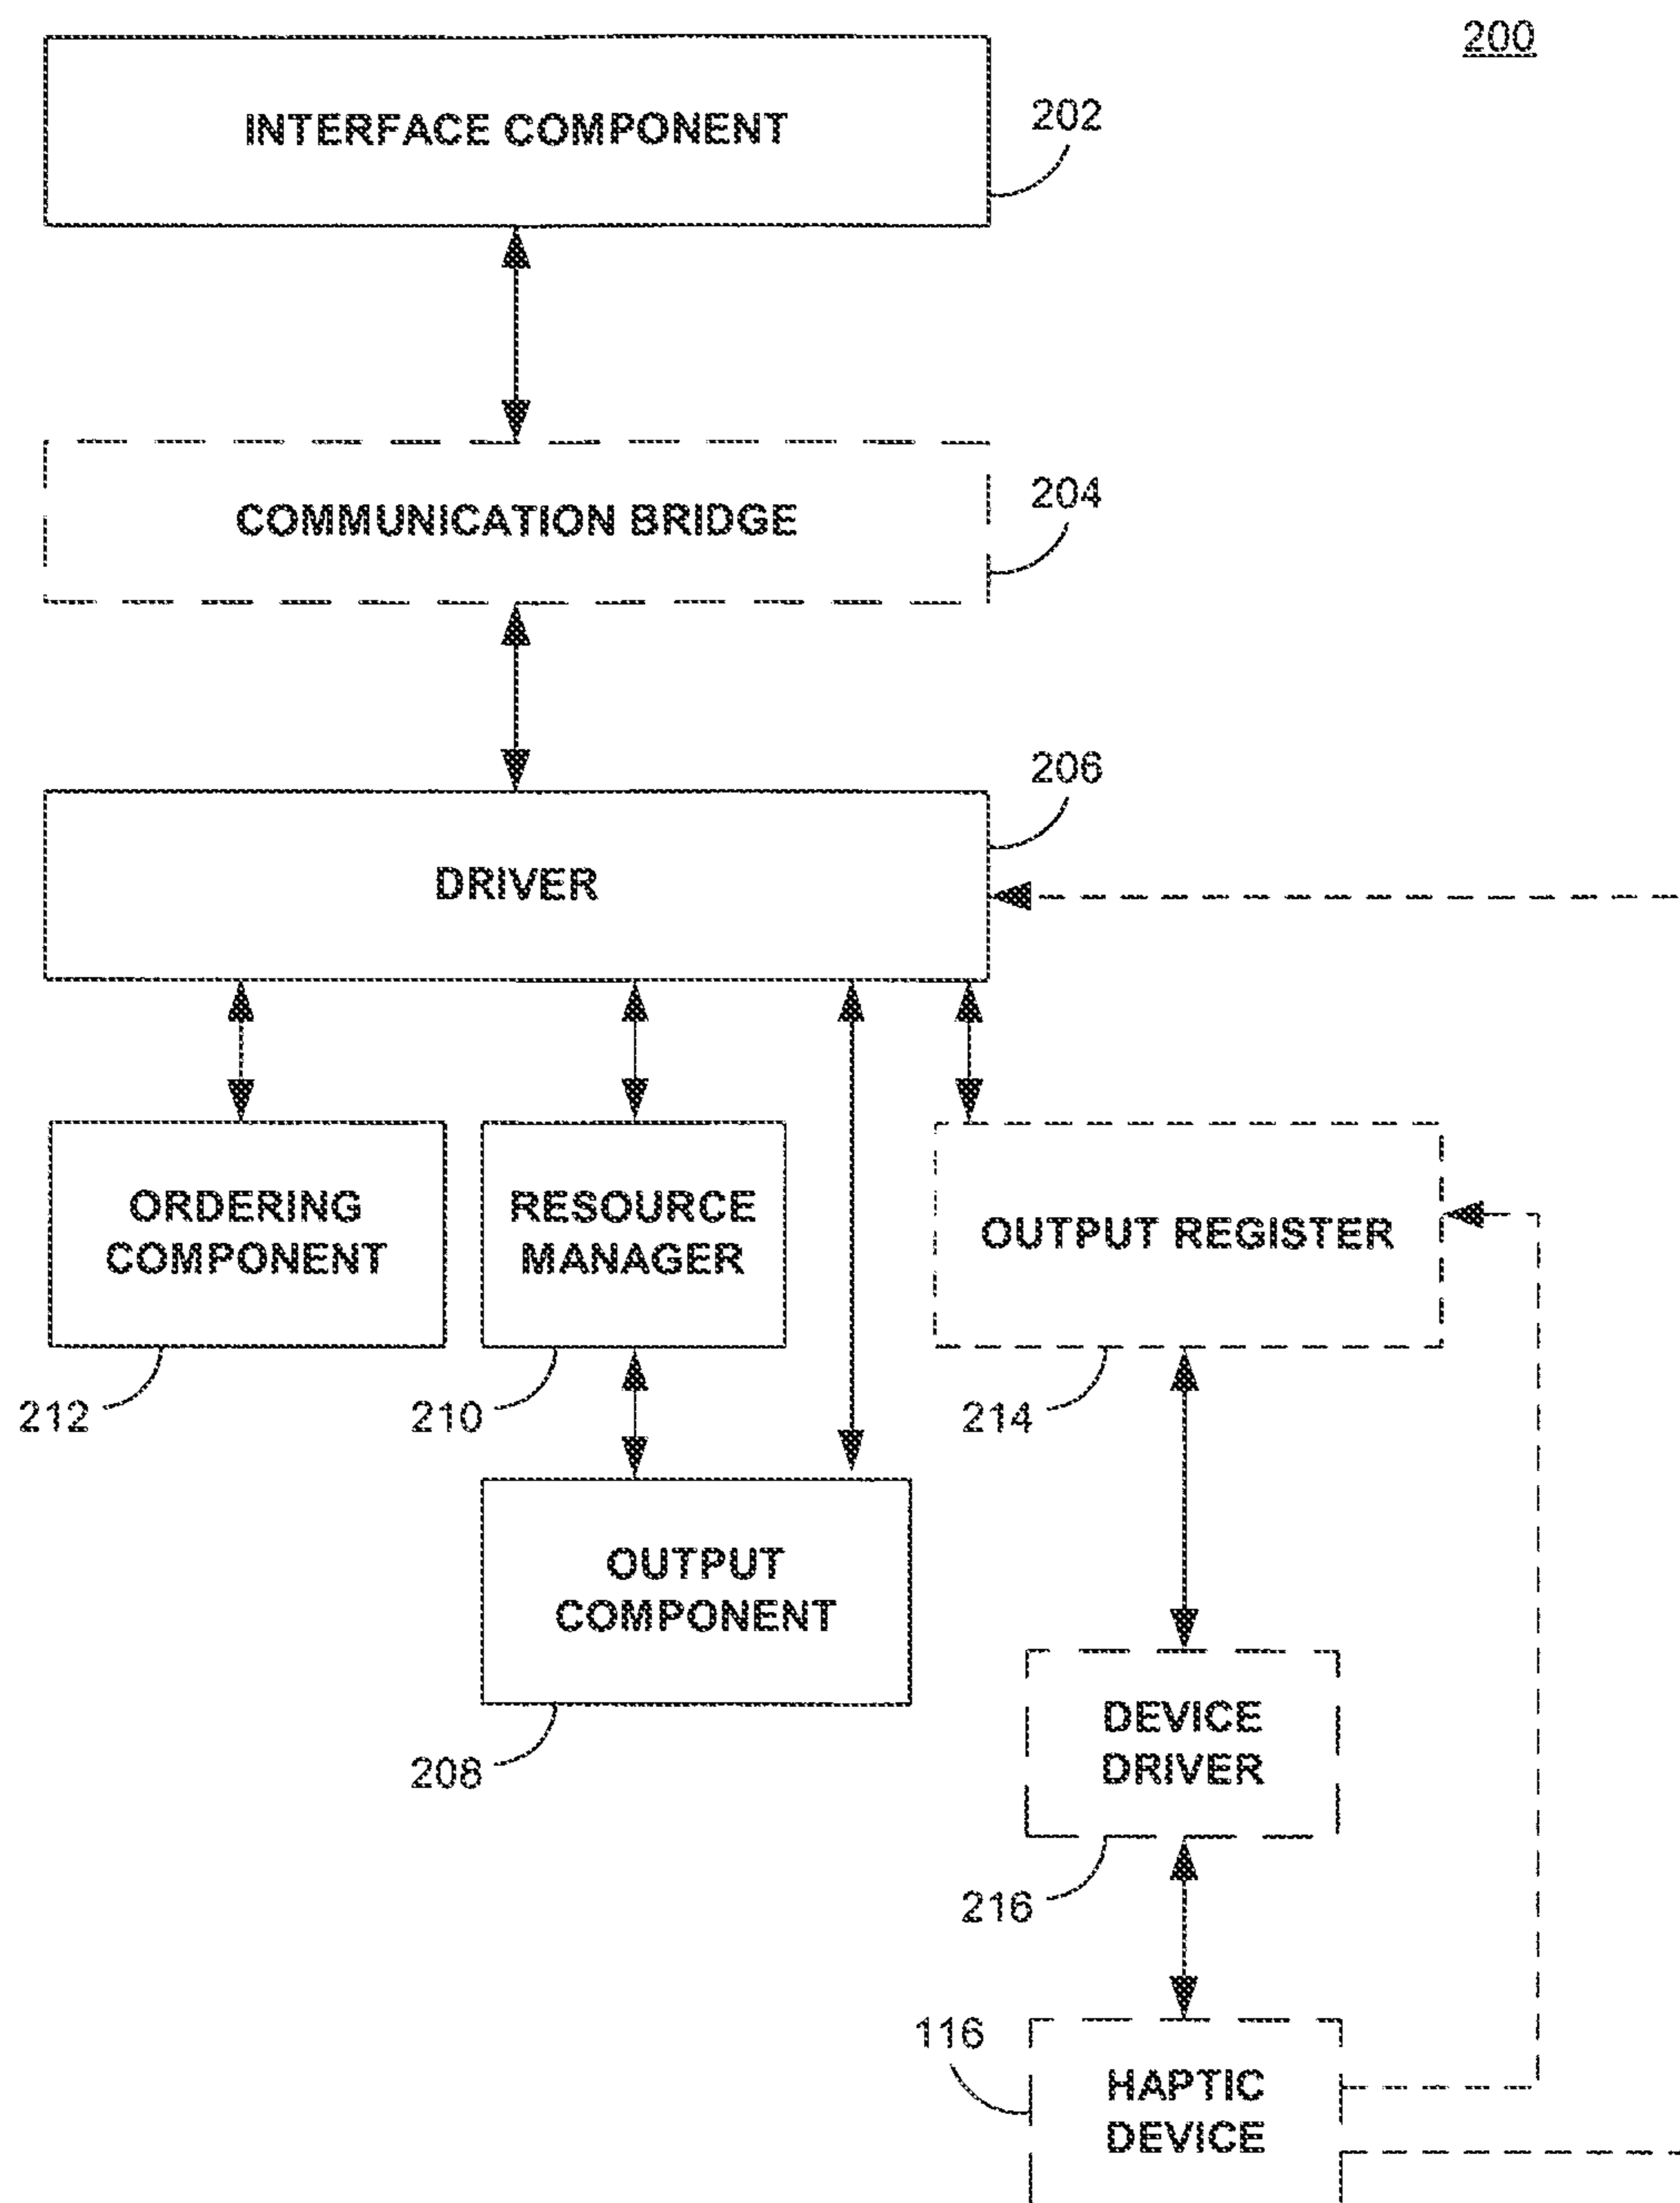 200
INTERFACE COMPONENT
202
COMMUNICATION BRIDGE
204
206
DRIVER
ORDERING
COMPONENT
RESOURCE
MANAGER
OUTPUT REGISTER
212
210
214
OUTPUT
COMPONENT
208
DEVICE
DRIVER
216
116
HAPTIC
DEVICE